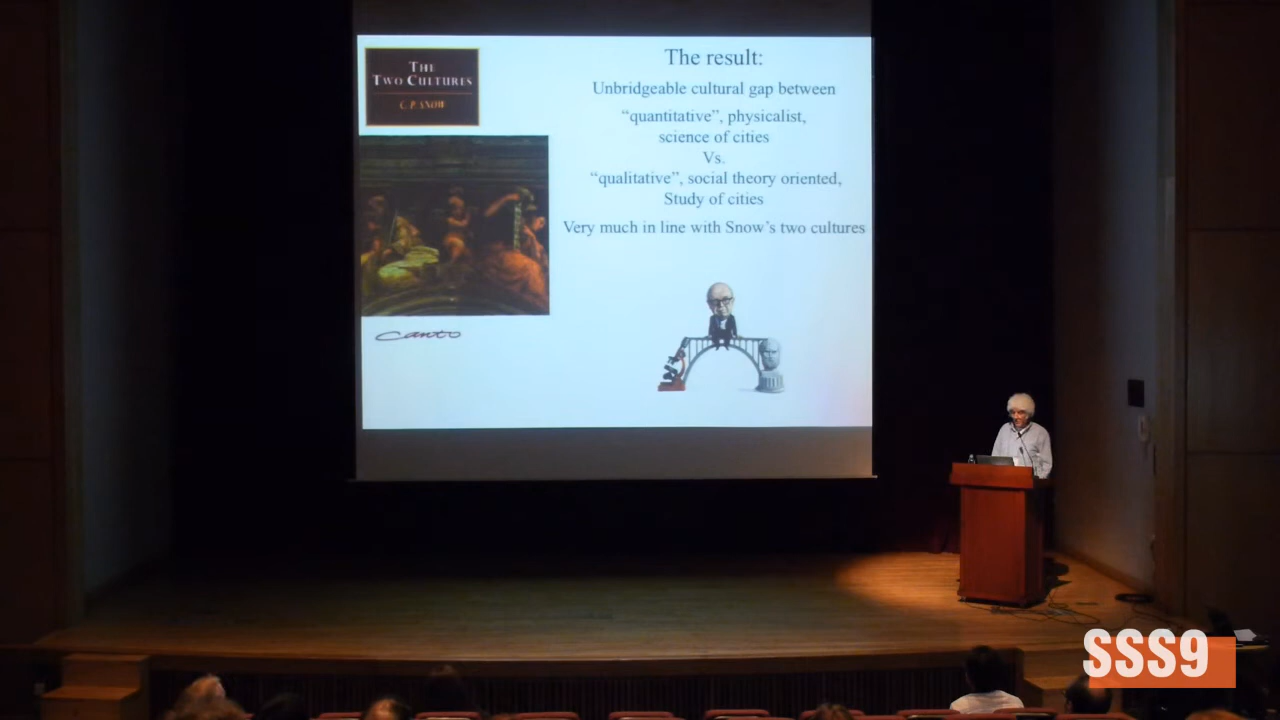 THE
TWO CULTURES
C. P. SNOW
Canto
The result:
Unbridgeable cultural gap between
“quantitative”, physicalist,
science of cities
Vs.
“qualitative”, social theory oriented,
Study of cities
Very much in line with Snow’s two cultures
SSS9